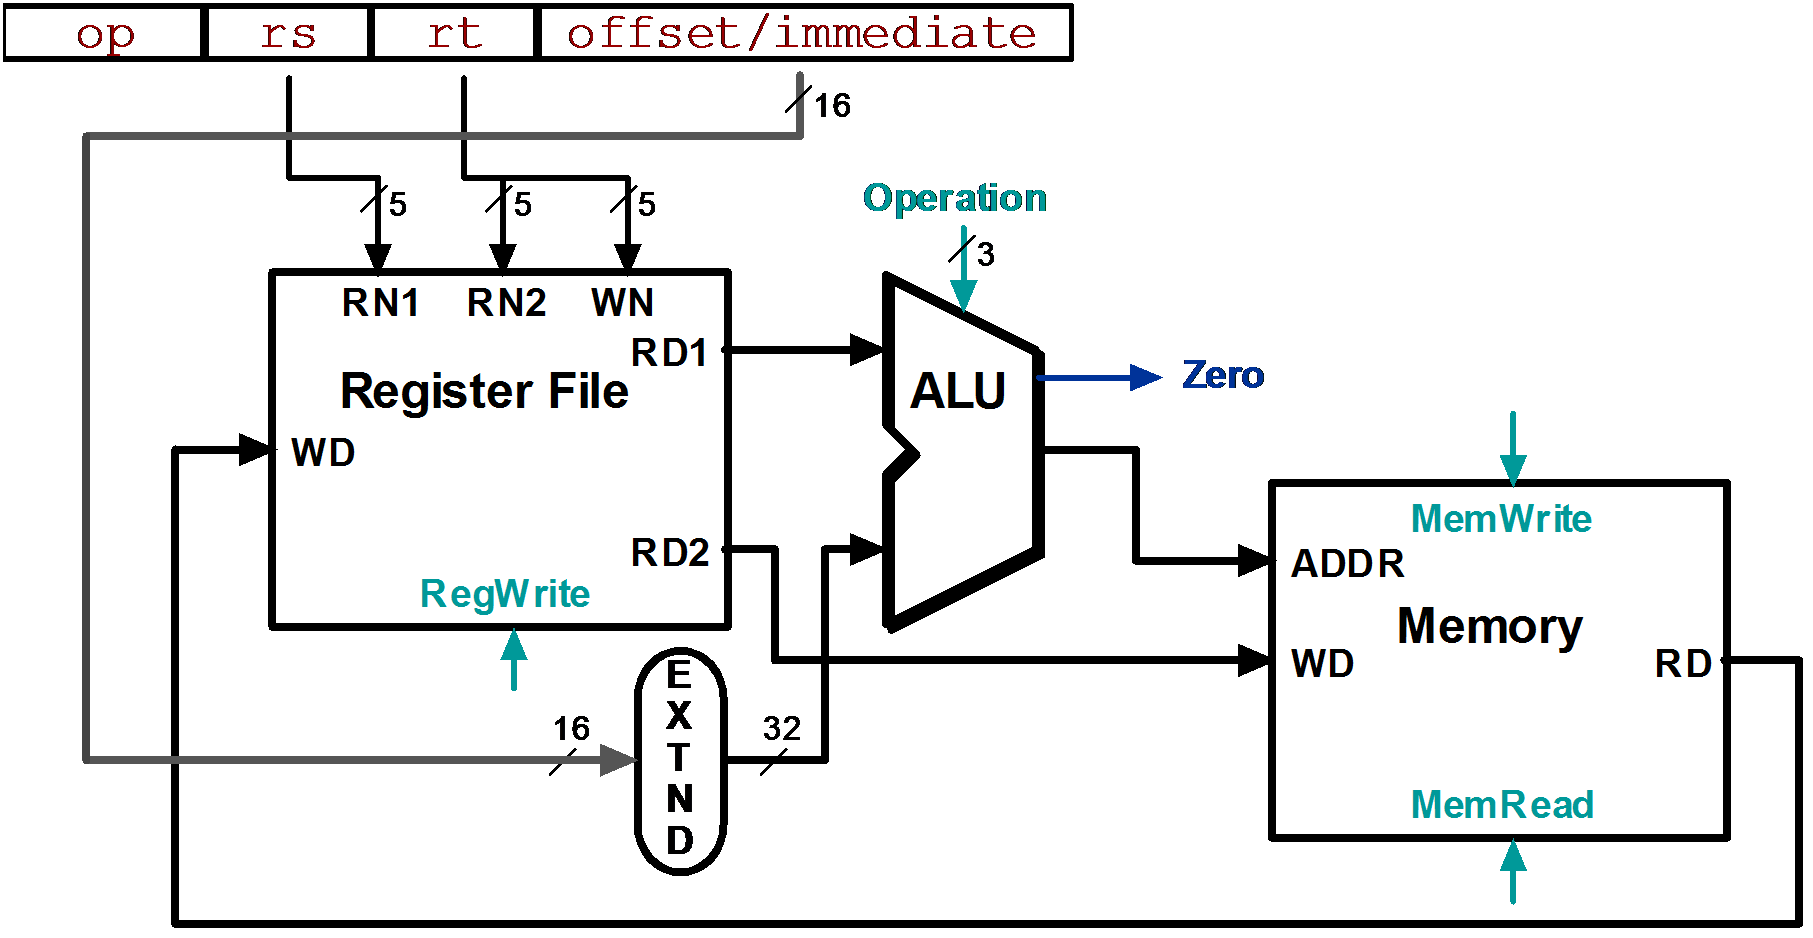 op rs rt offset/immediate
16
5 5 5
Operation
3
RN1 RN2 WN
RD1
Register File
ALU
Zero
WD
MemWrite
RD2
ADDR
RegWrite
Memory
WD
RD
EXTND
16
32
MemRead